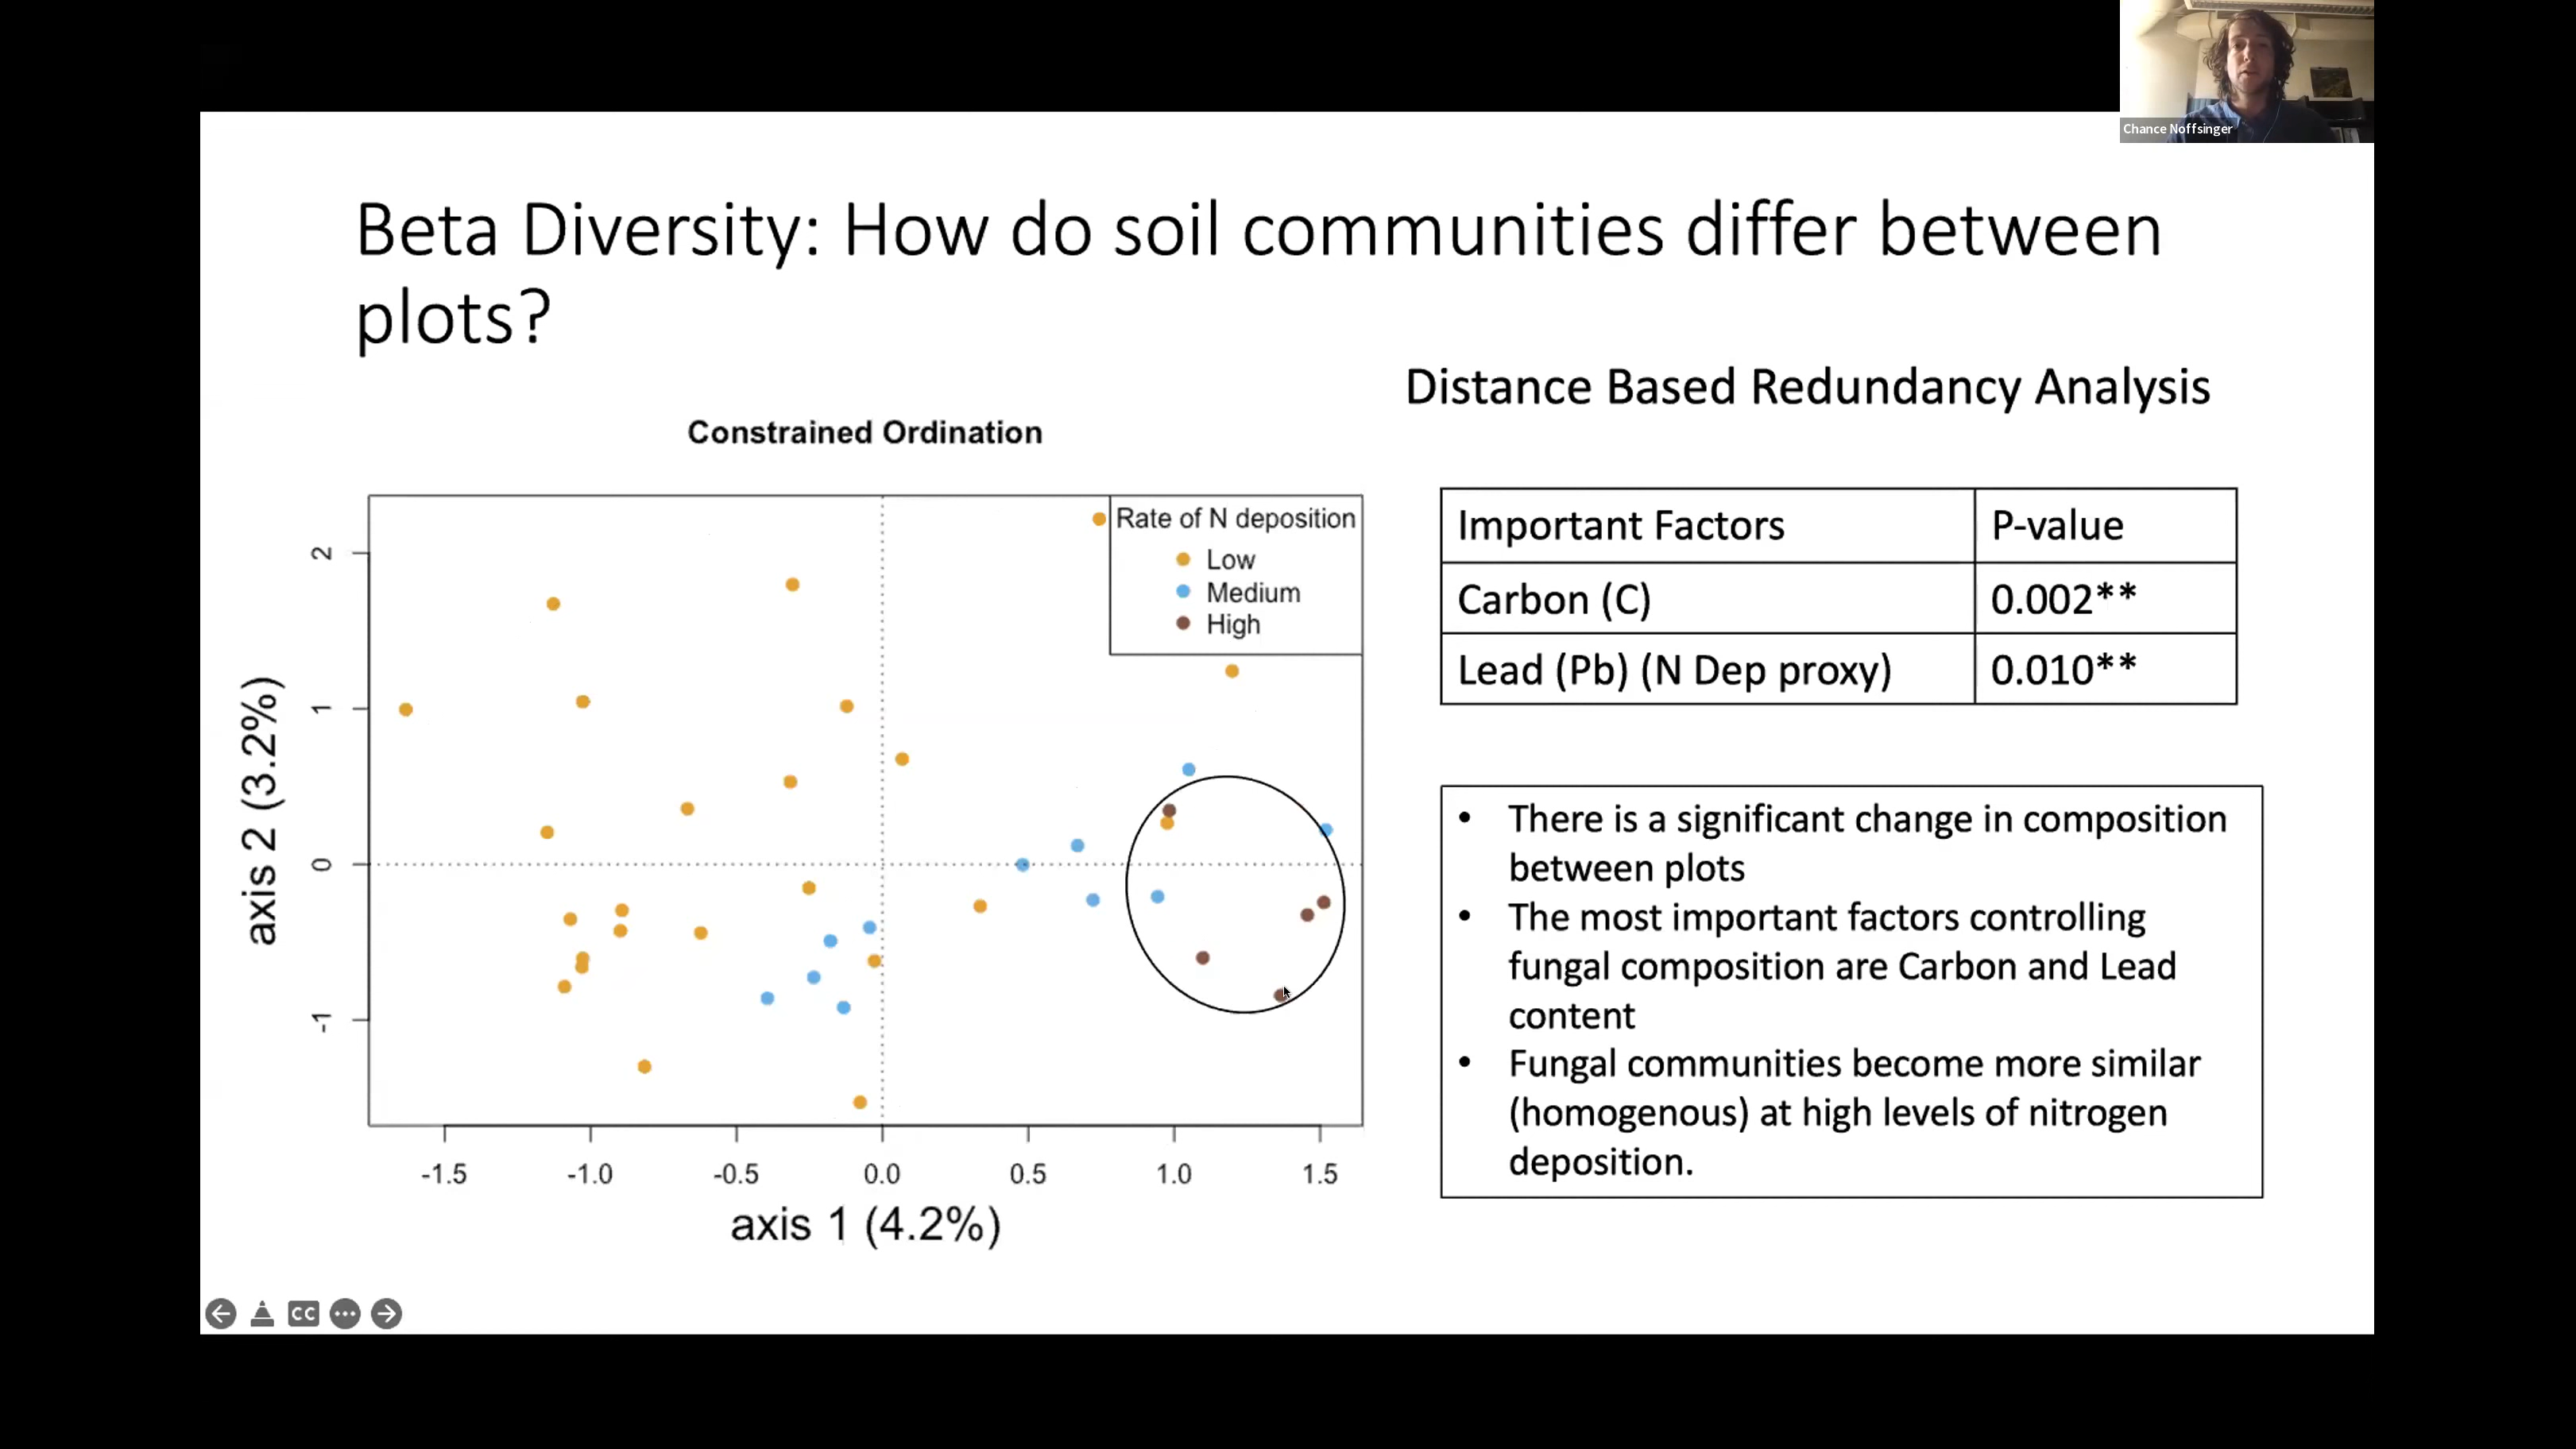 Chance Noffsinger
Beta Diversity: How do soil communities differ between
plots?
Distance Based Redundancy Analysis
Constrained Ordination
Rate of N deposition
Low
Medium
High
2
1
0
-1
axis 2 (3.2%)
-1.5 -1.0 -0.5 0.0 0.5 1.0 1.5
axis 1 (4.2%)
Important Factors P-value
Carbon (C) 0.002**
Lead (Pb) (N Dep proxy) 0.010**
• There is a significant change in composition
between plots
• The most important factors controlling
fungal composition are Carbon and Lead
content
• Fungal communities become more similar
(homogenous) at high levels of nitrogen
deposition.
CC